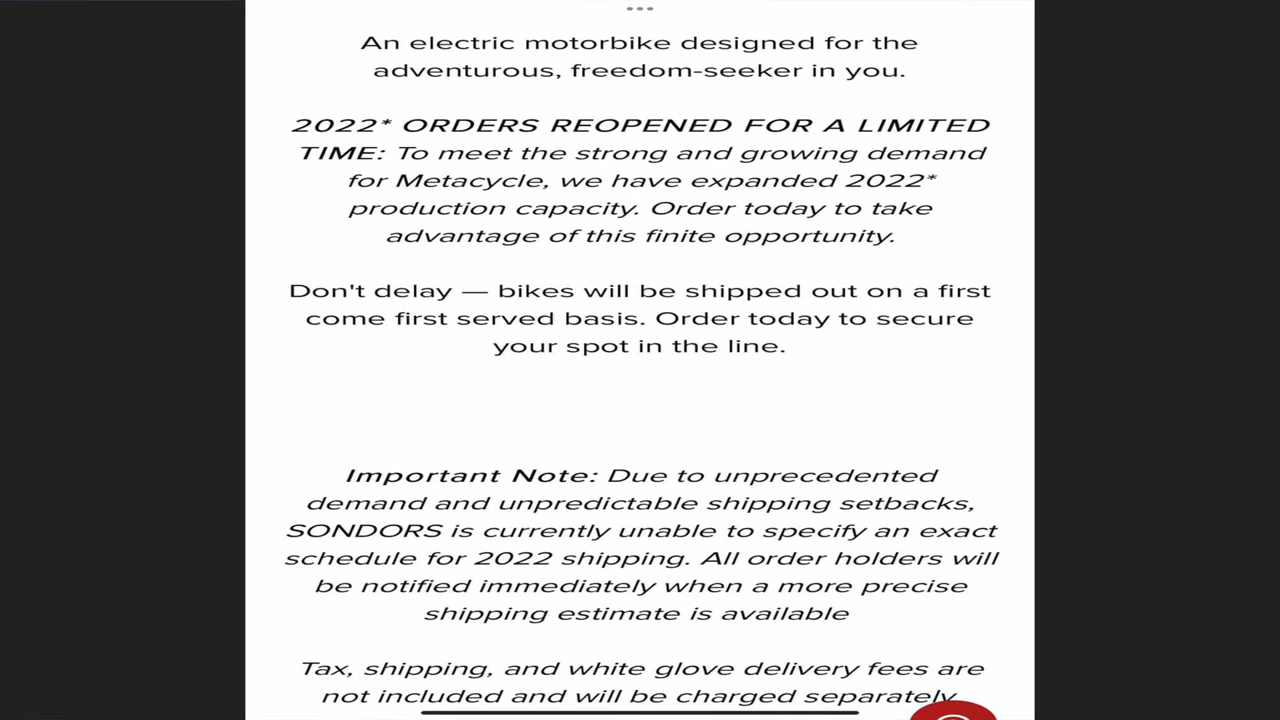 An electric motorbike designed for the
adventurous, freedom-seeker in you.
2022* ORDERS REOPENED FOR A LIMITED
TIME: To meet the strong and growing demand
for Metacycle, we have expanded 2022*
production capacity. Order today to take
advantage of this finite opportunity.
Don't delay — bikes will be shipped out on a first
come first served basis. Order today to secure
your spot in the line.
Important Note: Due to unprecedented
demand and unpredictable shipping setbacks,
SONDORS is currently unable to specify an exact
schedule for 2022 shipping. All order holders will
be notified immediately when a more precise
shipping estimate is available
Tax, shipping, and white glove delivery fees are
not included and will be charged separately.